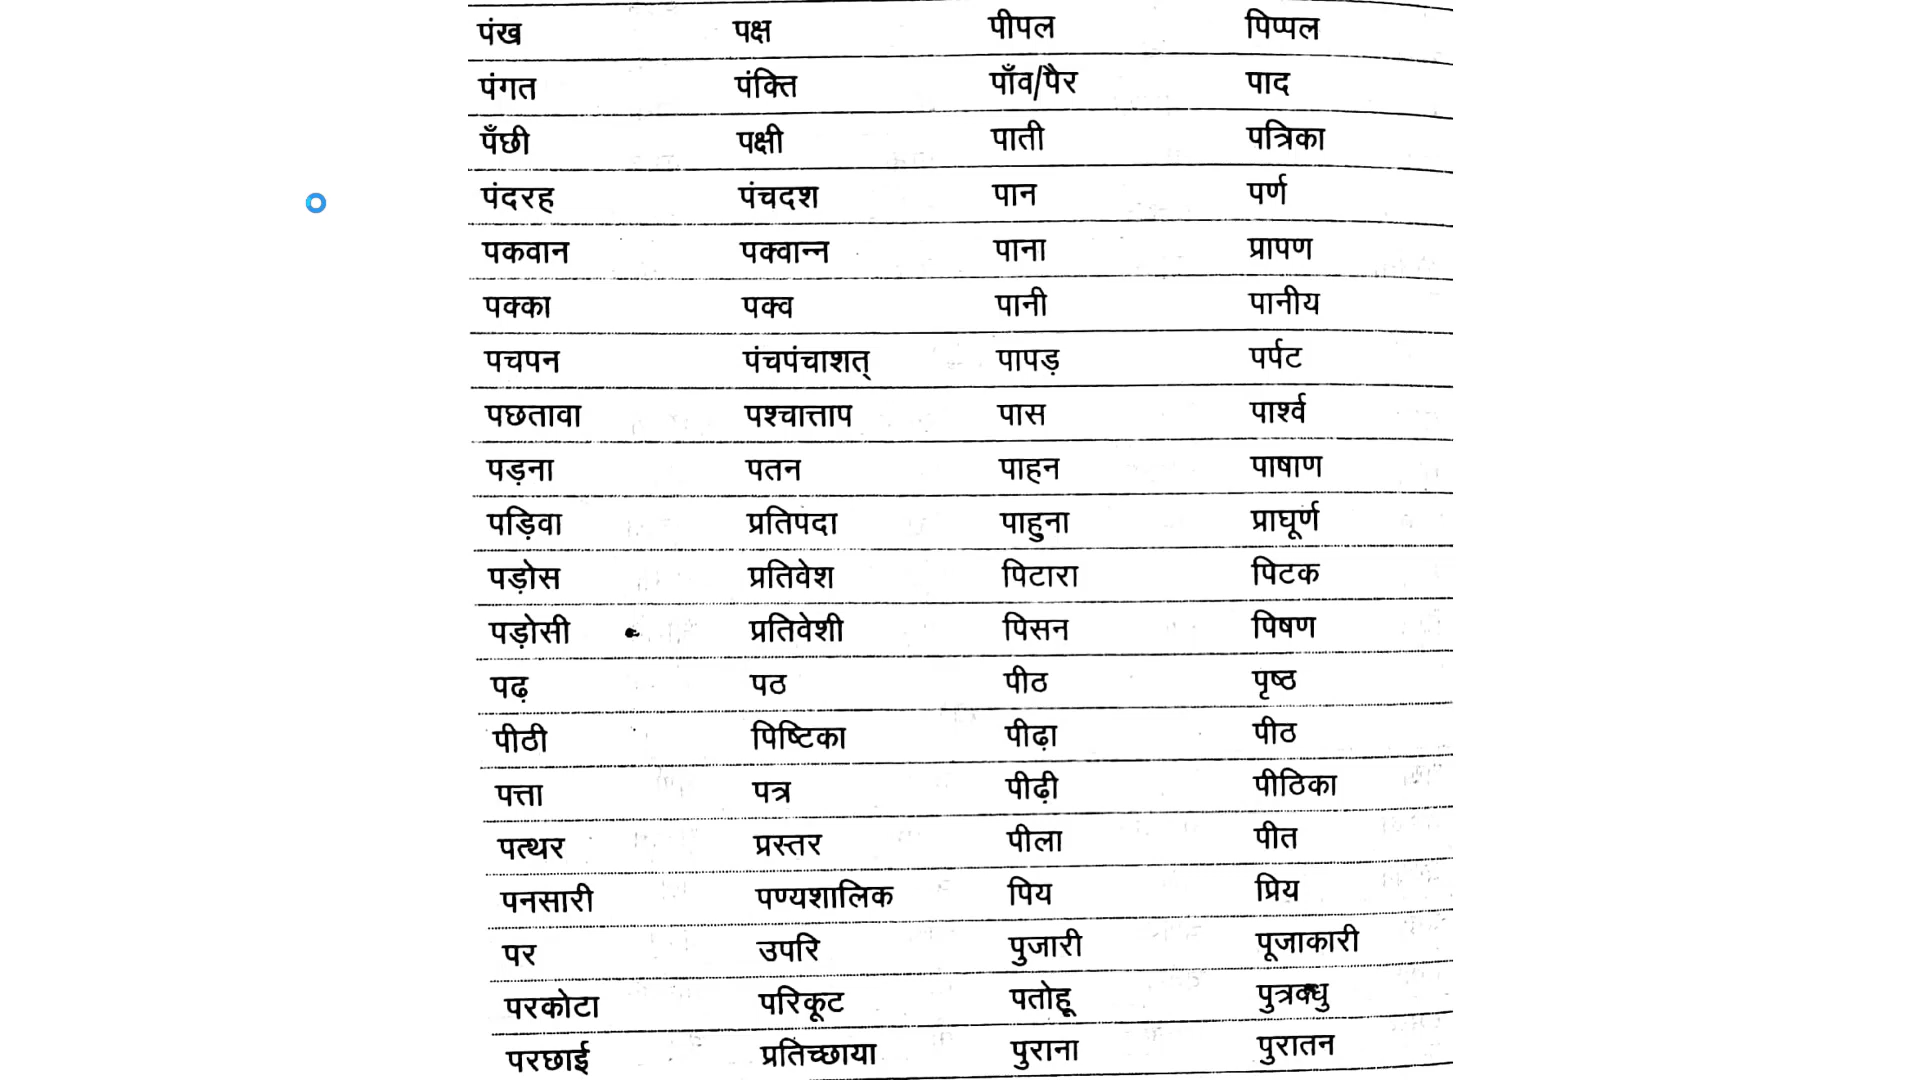 पंख पक्ष पीपल पिप्पल
पंगत पंक्ति पाँव/पैर पाद
पँछी पक्षी पाती पत्रिका
पंदरह पंचदश पान पर्ण
पकवान पक्वान्न पाना प्रापण
पक्का पक्व पानी पानीय
पचपन पंचपंचाशत् पापड़ पर्पट
पछतावा पश्चात्ताप पास पार्श्व
पड़ना पतन पाहन पाषाण
पड़िवा प्रतिपदा पाहुना प्राघूर्ण
पड़ोस प्रतिवेश पिटारा पिटक
पड़ोसी प्रतिवेशी पिसन पिषण
पढ़ पठ पीठ पृष्ठ
पीठी पिष्टिका पीढ़ा पीठ
पत्ता पत्र पीढ़ी पीठिका
पत्थर प्रस्तर पीला पीत
पनसारी पण्यशालिक पिय प्रिय
पर उपरि पुजारी पूजाकारी
परकोटा परिकूट पतोहू पुत्रवधु
परछाई प्रतिच्छाया पुराना पुरातन